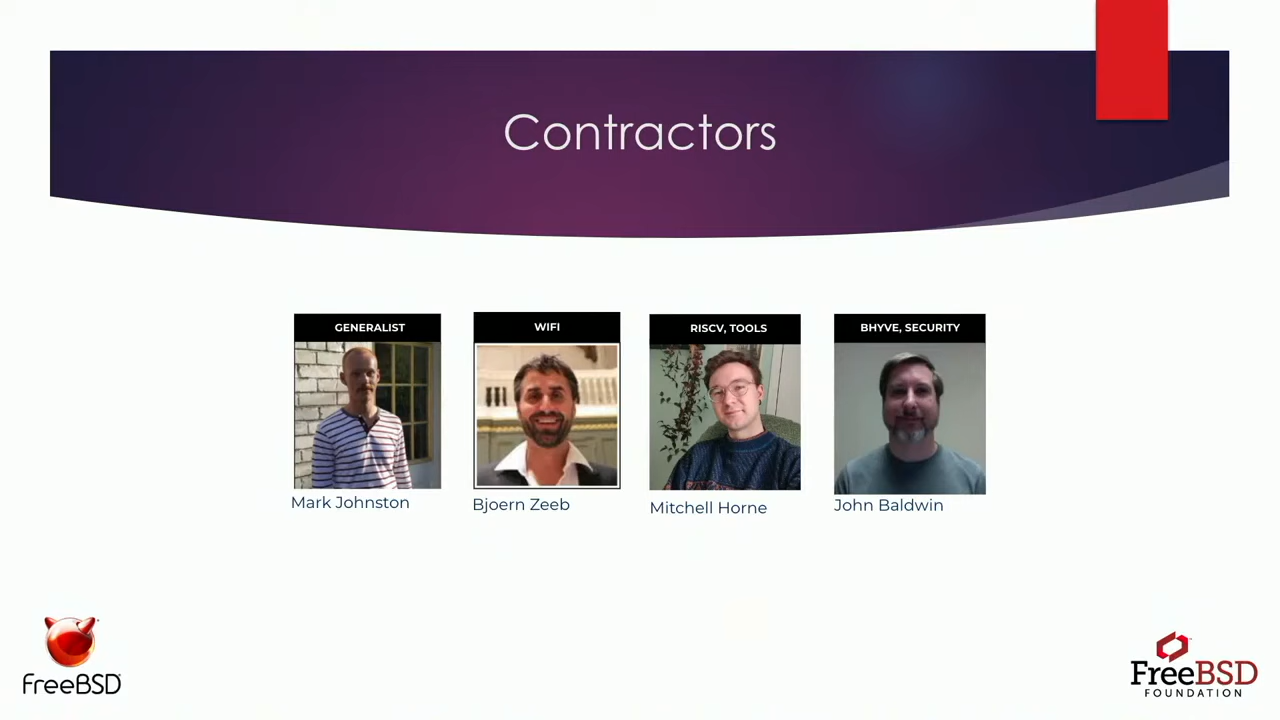 Contractors
GENERALIST
WIFI
RISCV, TOOLS
BHYVE, SECURITY
Mark Johnston
Bjoern Zeeb
Mitchell Horne
John Baldwin
FreeBSD
FreeBSD
FOUNDATION